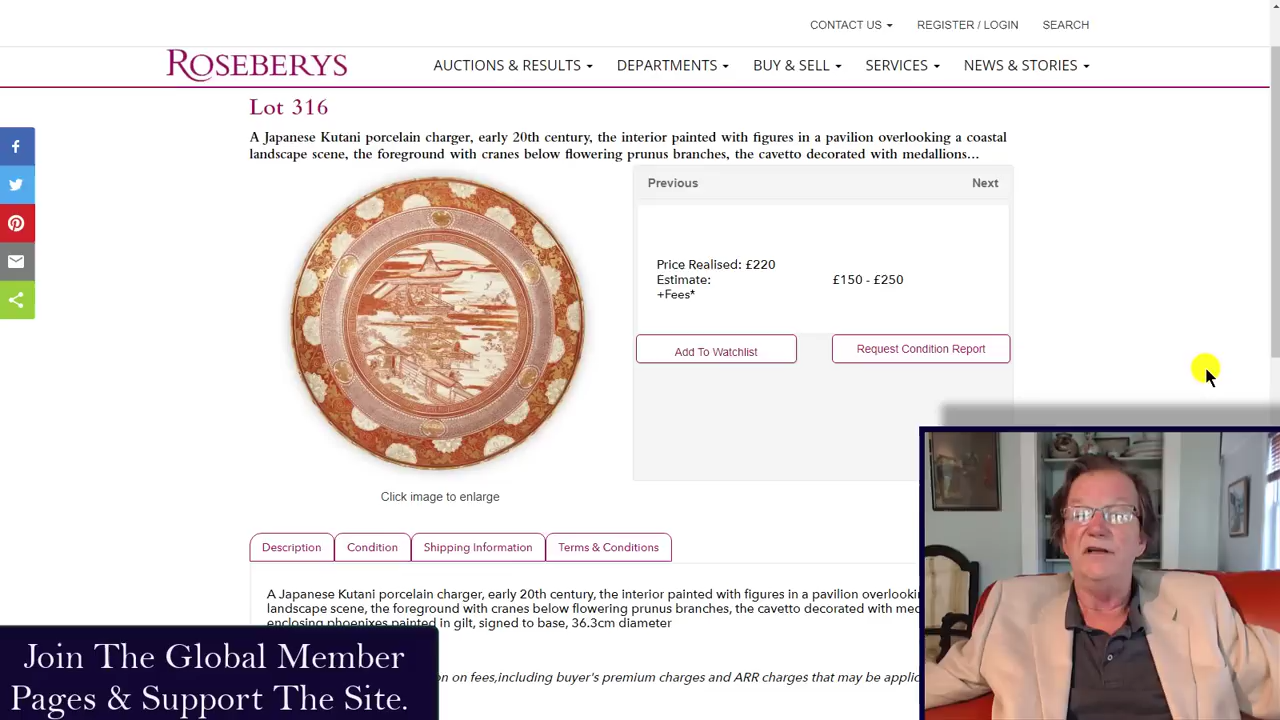 CONTACT US
REGISTER / LOGIN
SEARCH
ROSEBERYS
AUCTIONS & RESULTS
DEPARTMENTS
BUY & SELL
SERVICES
NEWS & STORIES
Lot 316
A Japanese Kutani porcelain charger, early 20th century, the interior painted with figures in a pavilion overlooking a coastal
landscape scene, the foreground with cranes below flowering prunus branches, the cavetto decorated with medallions...
Previous
Next
Price Realised: £220
Estimate: £150 - £250
+Fees*
Add To Watchlist
Request Condition Report
Click image to enlarge
Description
Condition
Shipping Information
Terms & Conditions
A Japanese Kutani porcelain charger, early 20th century, the interior painted with figures in a pavilion
landscape scene, the foreground with cranes below flowering prunus branches, the cavetto decorated with
enclosing phoenixes painted in gilt, signed to base, 36.3cm diameter
on fees,including buyer's premium charges and ARR charges that may be
Join The Global Member
Pages & Support The Site.